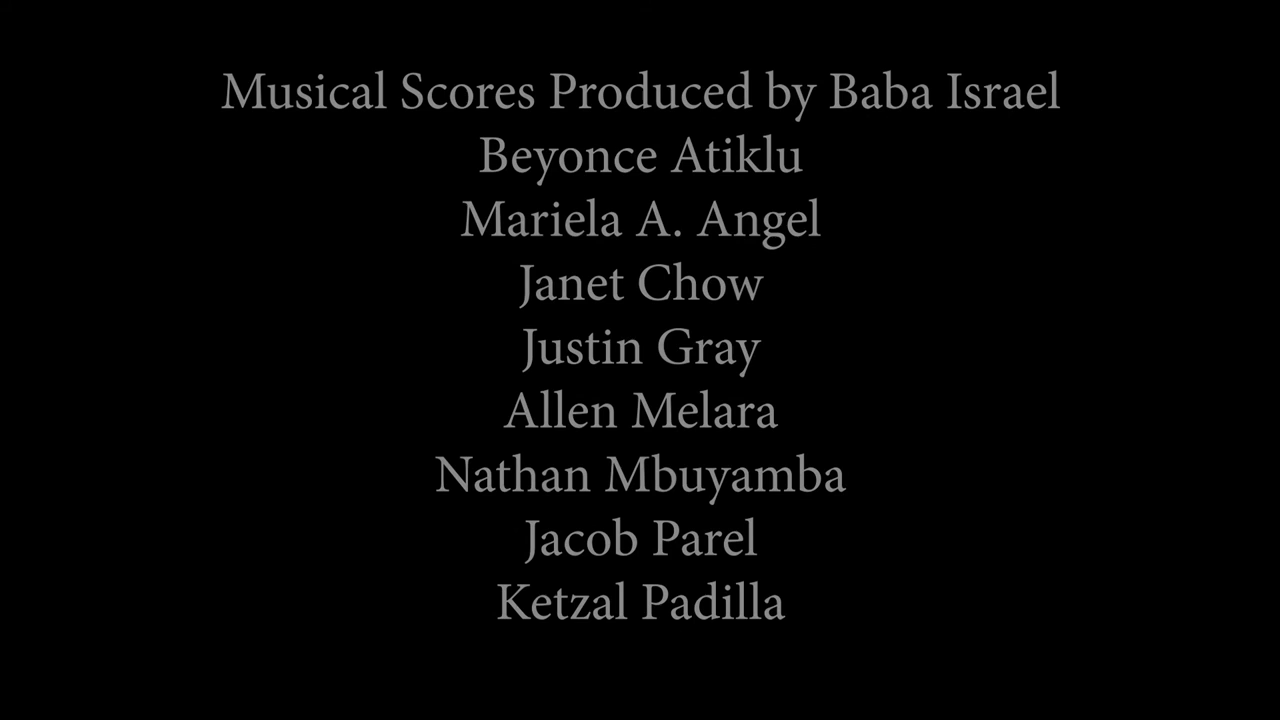 Musical Scores Produced by Baba Israel
Beyonce Atiklu
Mariela A. Angel
Janet Chow
Justin Gray
Allen Melara
Nathan Mbuyamba
Jacob Parel
Ketzal Padilla